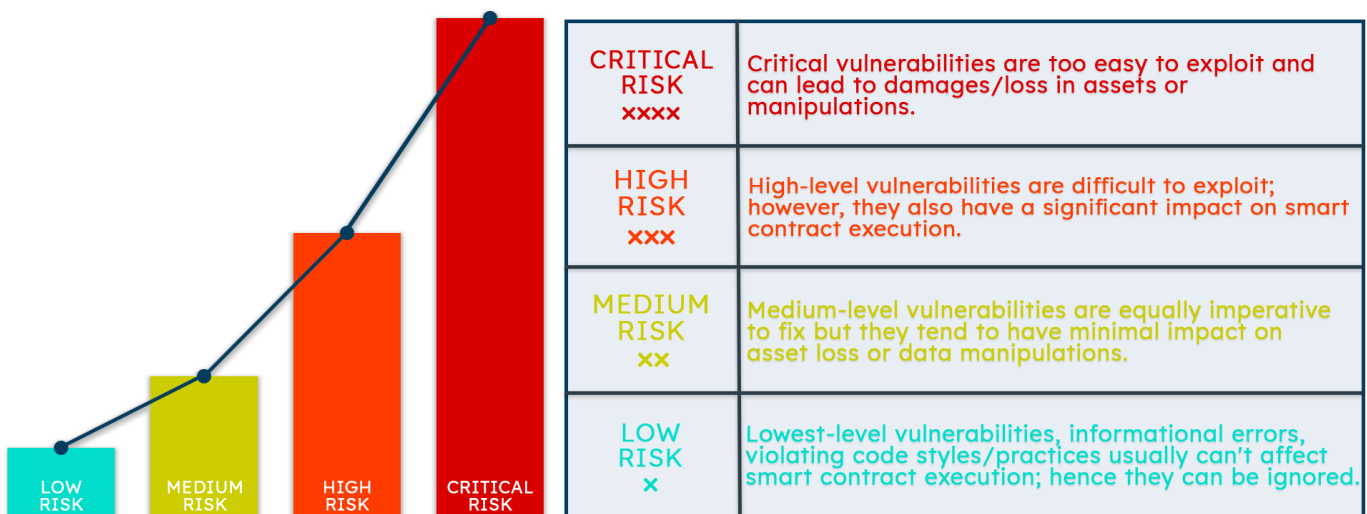 LOW
RISK
MEDIUM
RISK
HIGH
RISK
CRITICAL
RISK
CRITICAL
RISK
××××
Critical vulnerabilities are too easy to exploit and
can lead to damages/loss in assets or
manipulations.
HIGH
RISK
×××
High-level vulnerabilities are difficult to exploit;
however, they also have a significant impact on smart
contract execution.
MEDIUM
RISK
××
Medium-level vulnerabilities are equally imperative
to fix but they tend to have minimal impact on
asset loss or data manipulations.
LOW
RISK
×
Lowest-level vulnerabilities, informational errors,
violating code styles/practices usually can't affect
smart contract execution; hence they can be ignored.